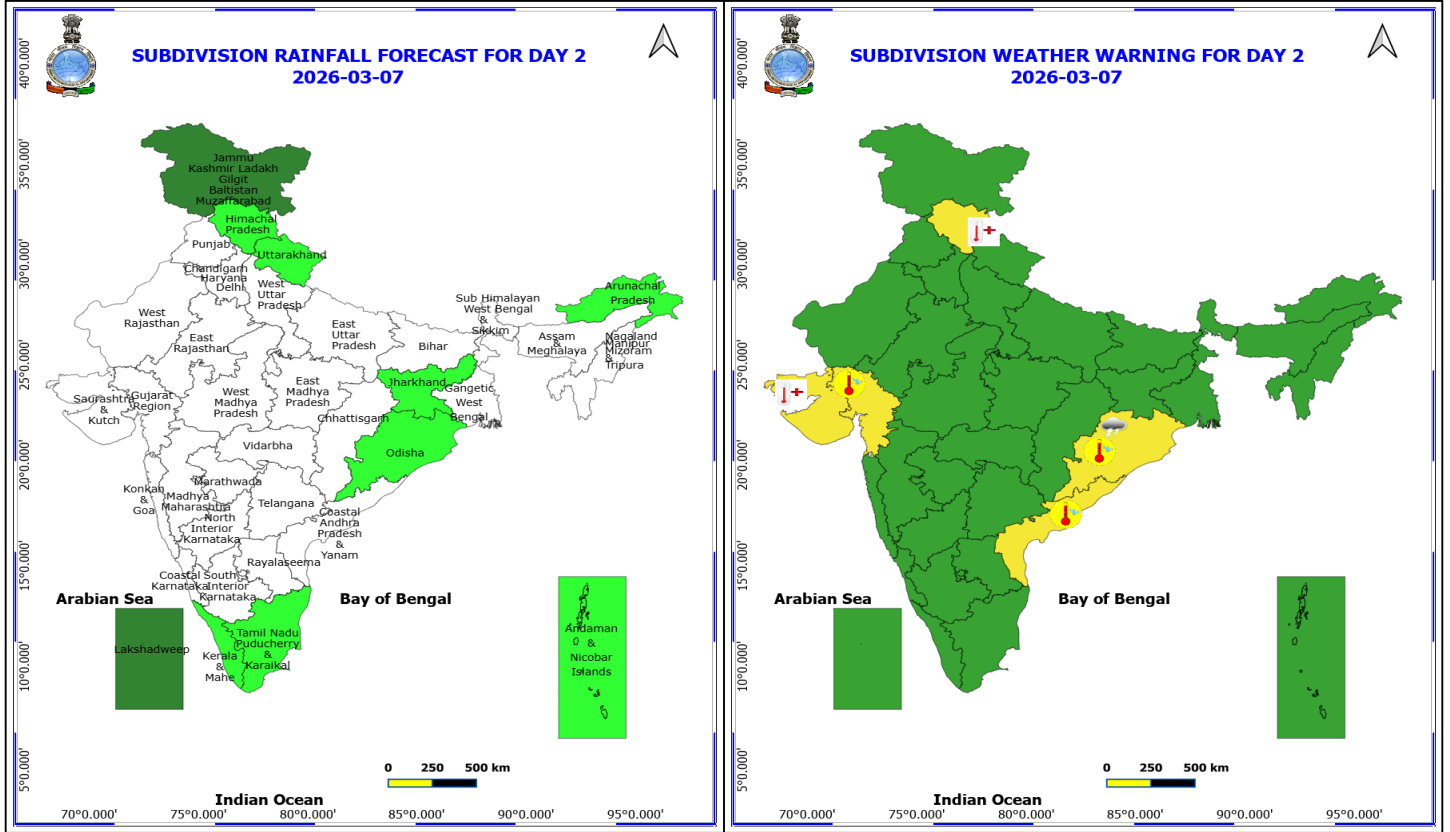 SUBDIVISION RAINFALL FORECAST FOR DAY 2
2026-03-07
40°0.000'
35°0.000'
30°0.000'
25°0.000'
20°0.000'
15°0.000'
10°0.000'
5°0.000'
Jammu
Kashmir Ladakh
Gilgit
Baltistan
Muzaffarabad
Himachal
Pradesh
Punjab
Uttarakhand
Chandigarh
Haryana
Delhi
West
Uttar
Pradesh
Arunachal
Pradesh
Sub Himalayan
West Bengal
&
Sikkim
West
Rajasthan
East
Rajasthan
East
Uttar
Pradesh
Bihar
Assam
&
Meghalaya
Nagaland
Manipur
Mizoram
&
Tripura
Saurashtra
&
Kutch
Gujarat
Region
West
Madhya
Pradesh
East
Madhya
Pradesh
Jharkhand
Gangetic
West
Bengal
Chhattisgarh
Vidarbha
Odisha
Konkan
&
Goa
Madhya
Maharashtra
Marathwada
Telangana
North
Interior
Karnataka
Coastal
Andhra
Pradesh
&
Yanam
Rayalaseema
Coastal
Karnataka
South
Interior
Karnataka
Arabian Sea
Bay of Bengal
Lakshadweep
Kerala
&
Mahe
Tamil Nadu
Puducherry
&
Karaikal
Andaman
&
Nicobar
Islands
0 250 500 km
Indian Ocean
70°0.000' 75°0.000' 80°0.000' 85°0.000' 90°0.000' 95°0.000'
SUBDIVISION WEATHER WARNING FOR DAY 2
2026-03-07
40°0.000'
35°0.000'
30°0.000'
25°0.000'
20°0.000'
15°0.000'
10°0.000'
5°0.000'
Arabian Sea
Bay of Bengal
0 250 500 km
Indian Ocean
70°0.000' 75°0.000' 80°0.000' 85°0.000' 90°0.000' 95°0.000'